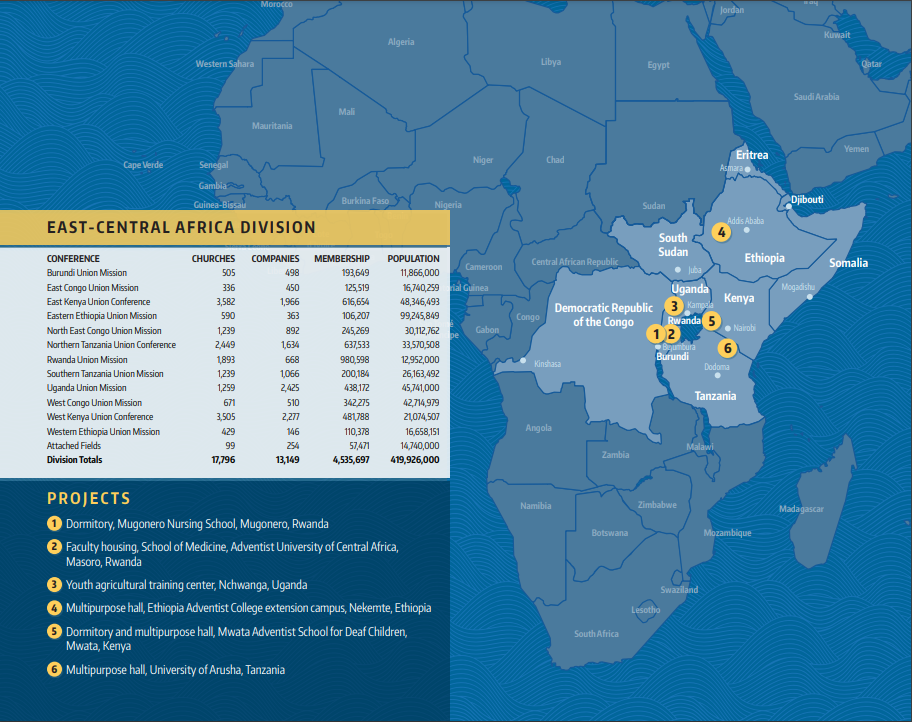 Morocco
Jordan
Iraq
Kuwait
Algeria
Western Sahara
Libya
Egypt
Qatar
Saudi Arabia
Mali
Mauritania
Yemen
Cape Verde
Senegal
Niger
Chad
Eritrea
Asmara
Gambia
Guinea-Bissau
Burkina Faso
Nigeria
Sudan
Djibouti
Addis Ababa
4
South
Sudan
Ethiopia
Somalia
Cameroon
Central African Republic
Juba
Uganda
Mogadishu
Kenya
3
Kampala
Democratic Republic
of the Congo
Congo
Gabon
Rwanda
5
Nairobi
1
2
Bujumbura
Burundi
6
Kinshasa
Dodoma
Tanzania
Angola
Malawi
Zambia
Namibia
Zimbabwe
Madagascar
Botswana
Mozambique
Swaziland
Lesotho
South Africa
EAST-CENTRAL AFRICA DIVISION
CONFERENCE CHURCHES COMPANIES MEMBERSHIP POPULATION
Burundi Union Mission 505 498 193,649 11,866,000
East Congo Union Mission 336 450 125,519 16,740,259
East Kenya Union Conference 3,582 1,966 616,654 48,346,493
Eastern Ethiopia Union Mission 590 363 106,207 99,245,849
North East Congo Union Mission 1,239 892 245,269 30,112,762
Northern Tanzania Union Conference 2,449 1,634 637,533 33,570,508
Rwanda Union Mission 1,893 668 980,598 12,952,000
Southern Tanzania Union Mission 1,239 1,066 200,184 26,163,492
Uganda Union Mission 1,259 2,425 438,172 45,741,000
West Congo Union Mission 671 510 342,275 42,714,979
West Kenya Union Conference 3,505 2,277 481,788 21,074,507
Western Ethiopia Union Mission 429 146 110,378 16,658,151
Attached Fields 99 254 57,471 14,740,000
Division Totals 17,796 13,149 4,535,697 419,926,000
PROJECTS
1 Dormitory, Mugonero Nursing School, Mugonero, Rwanda
2 Faculty housing, School of Medicine, Adventist University of Central Africa,
Masoro, Rwanda
3 Youth agricultural training center, Nchwanga, Uganda
4 Multipurpose hall, Ethiopia Adventist College extension campus, Nekemte, Ethiopia
5 Dormitory and multipurpose hall, Mwata Adventist School for Deaf Children,
Mwata, Kenya
6 Multipurpose hall, University of Arusha, Tanzania